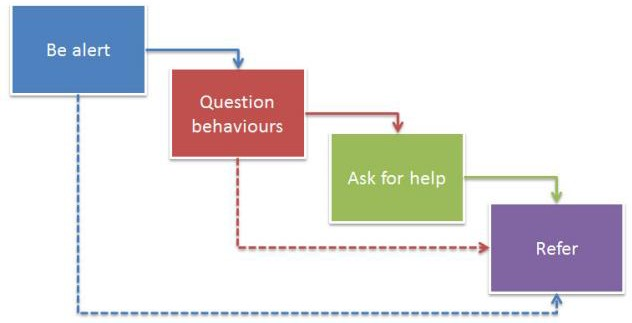 Be alert
Question
behaviours
Ask for help
Refer